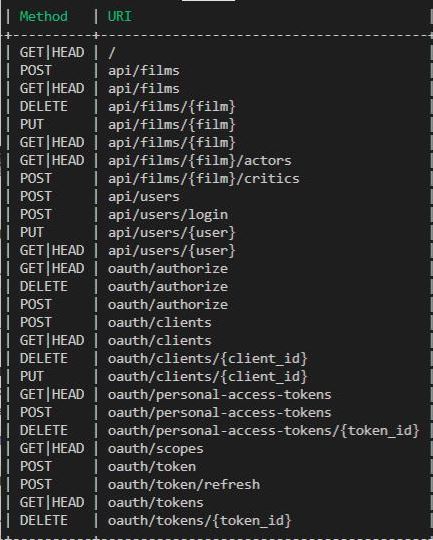 | Method | URI |
| GET|HEAD | / |
| POST | api/films |
| GET|HEAD | api/films |
| DELETE | api/films/{film} |
| PUT | api/films/{film} |
| GET|HEAD | api/films/{film} |
| GET|HEAD | api/films/{film}/actors |
| POST | api/films/{film}/critics |
| POST | api/users |
| POST | api/users/login |
| PUT | api/users/{user} |
| GET|HEAD | api/users/{user} |
| GET|HEAD | oauth/authorize |
| DELETE | oauth/authorize |
| POST | oauth/authorize |
| POST | oauth/clients |
| GET|HEAD | oauth/clients |
| DELETE | oauth/clients/{client_id} |
| PUT | oauth/clients/{client_id} |
| GET|HEAD | oauth/personal-access-tokens |
| POST | oauth/personal-access-tokens |
| DELETE | oauth/personal-access-tokens/{token_id} |
| GET|HEAD | oauth/scopes |
| POST | oauth/token |
| POST | oauth/token/refresh |
| GET|HEAD | oauth/tokens |
| DELETE | oauth/tokens/{token_id} |